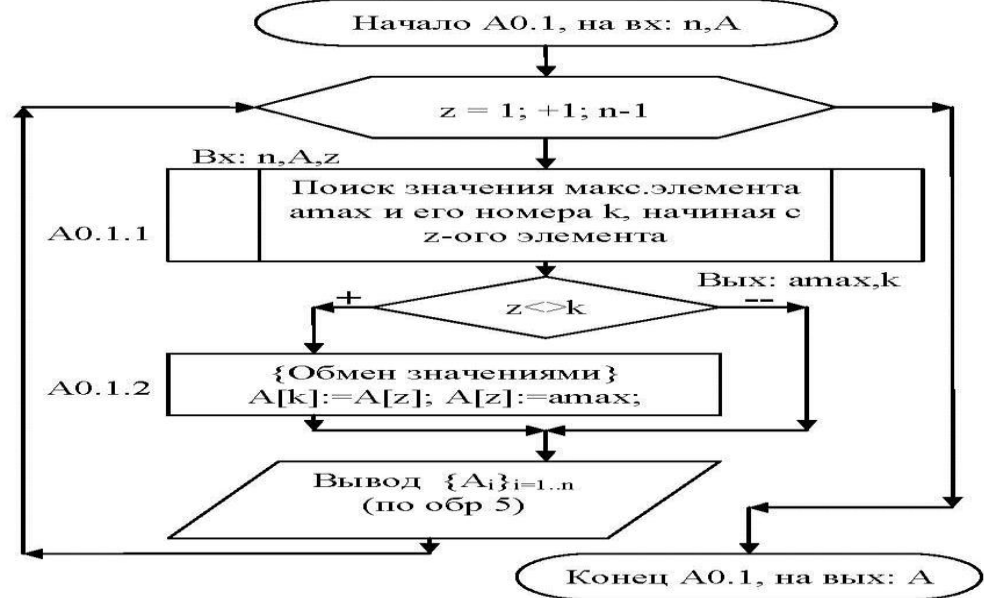 Начало А0.1, на вх: n,A
z = 1; +1; n-1
Вх: n,A,z
Поиск значения макс.элемента
amax и его номера k, начиная с
z-ого элемента
А0.1.1
Вых: amax,k
+
--
z<>k
{Обмен значениями}
A[k]:=A[z]; A[z]:=amax;
А0.1.2
Вывод {Ai}i=1..n
(по обр 5)
Конец А0.1, на вых: А